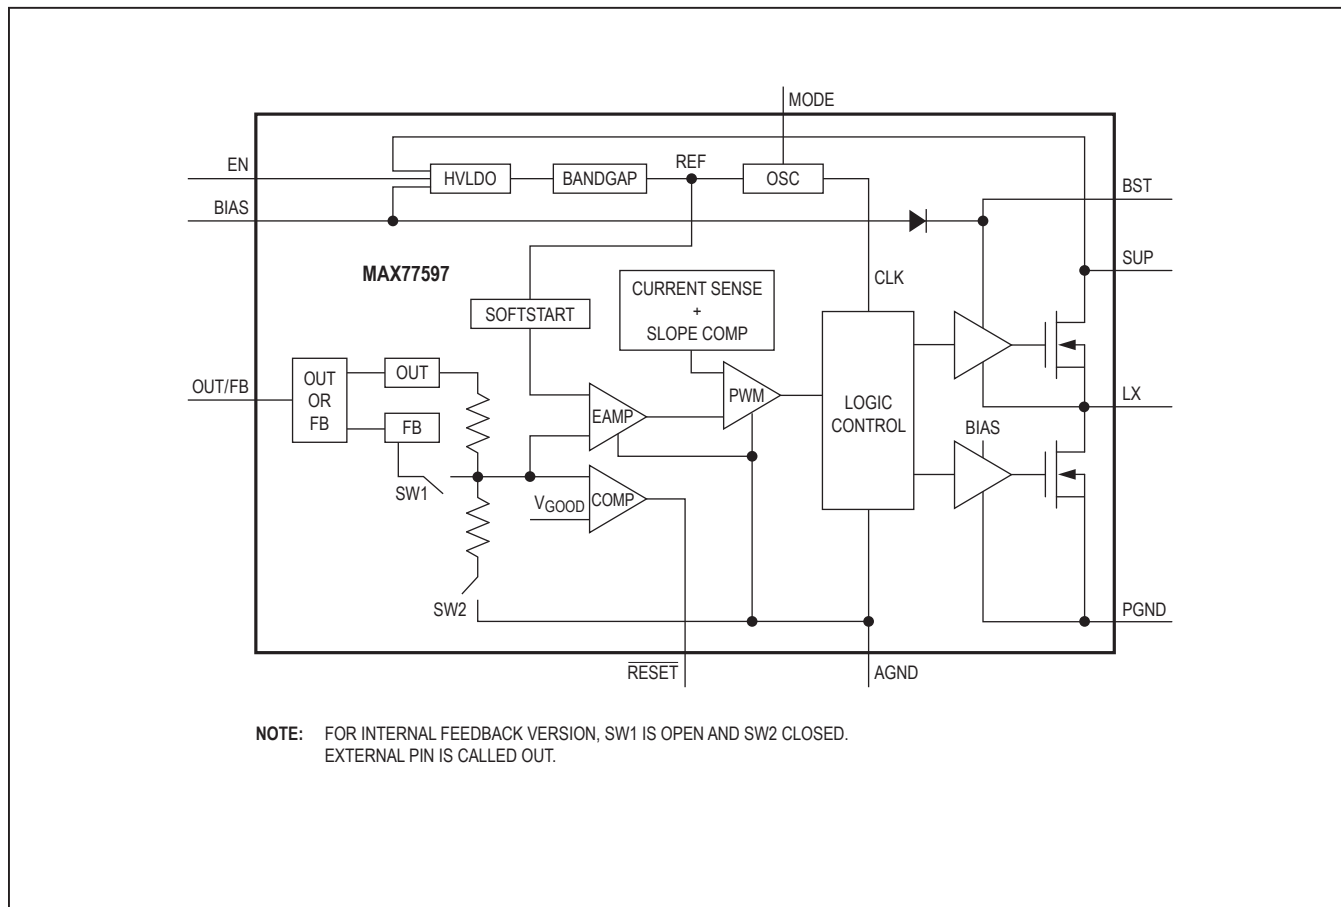 MODE
EN
HVLDO
BANDGAP
REF
OSC
BIAS
BST
MAX77597
SUP
CLK
CURRENT SENSE
+
SLOPE COMP
SOFTSTART
OUT/FB
OUT
OR
FB
OUT
FB
EAMP
PWM
LOGIC
CONTROL
LX
BIAS
SW1
VGOOD
COMP
SW2
PGND
RESET
AGND
NOTE: FOR INTERNAL FEEDBACK VERSION, SW1 IS OPEN AND SW2 CLOSED.
EXTERNAL PIN IS CALLED OUT.